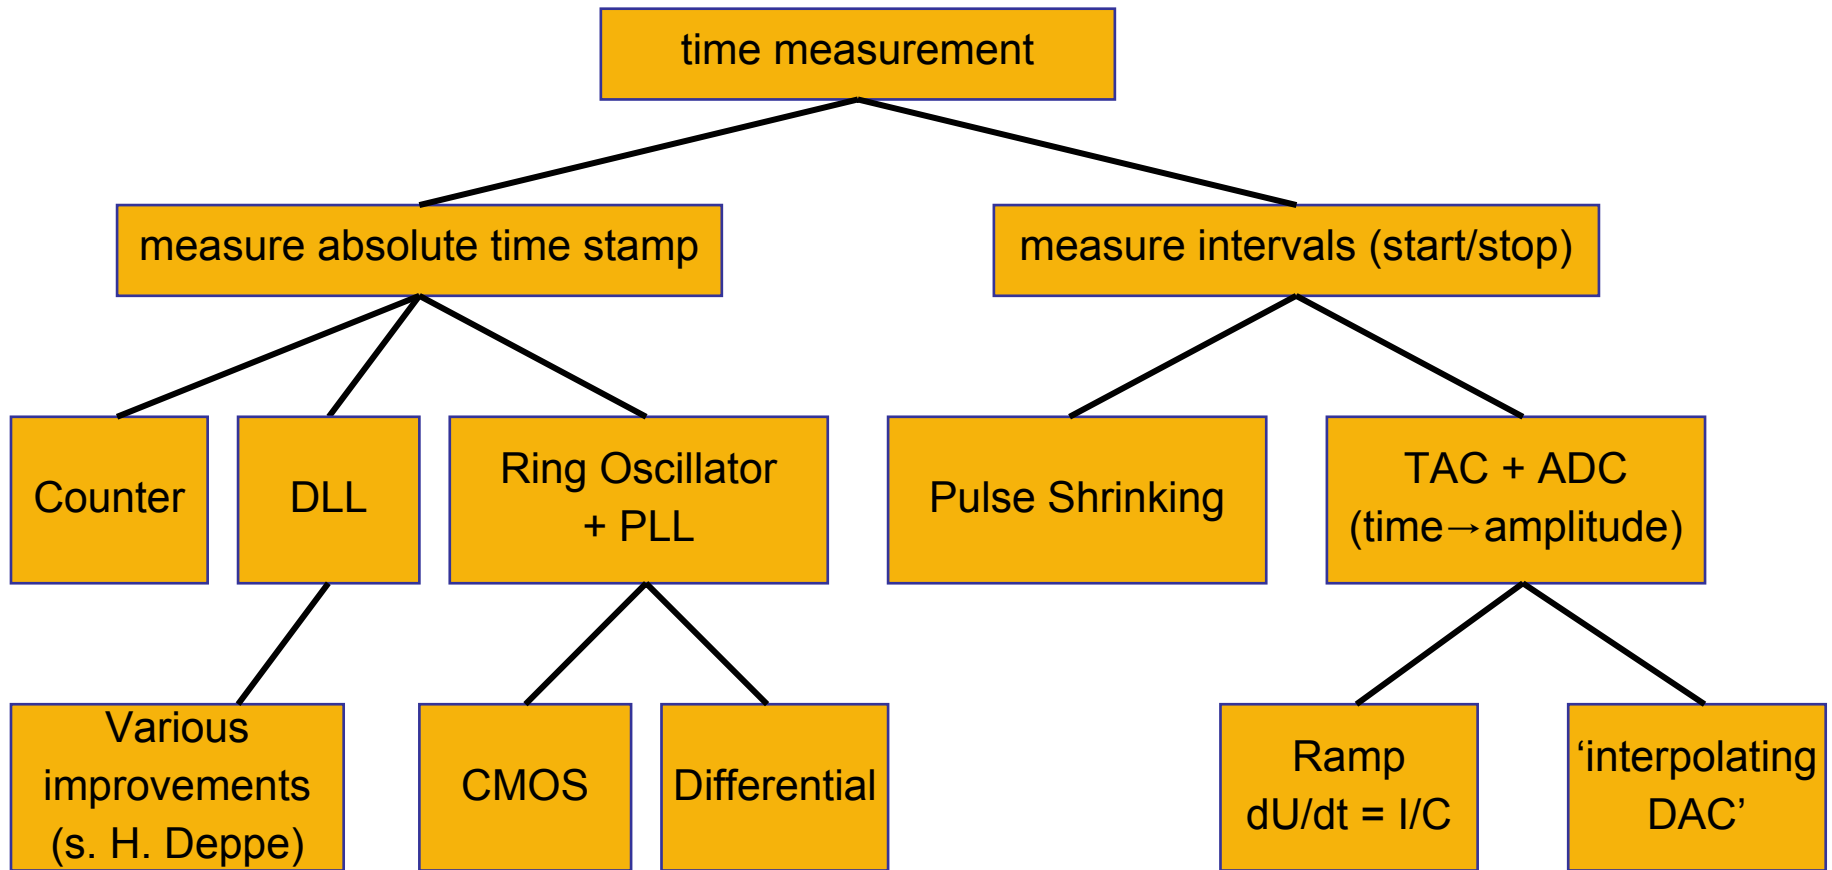 time measurement
measure absolute time stamp
measure intervals (start/stop)
Counter
DLL
Ring Oscillator
+ PLL
Pulse Shrinking
TAC + ADC
(time→amplitude)
Various
improvements
(s. H. Deppe)
CMOS
Differential
Ramp
dU/dt = I/C
‘interpolating
DAC’